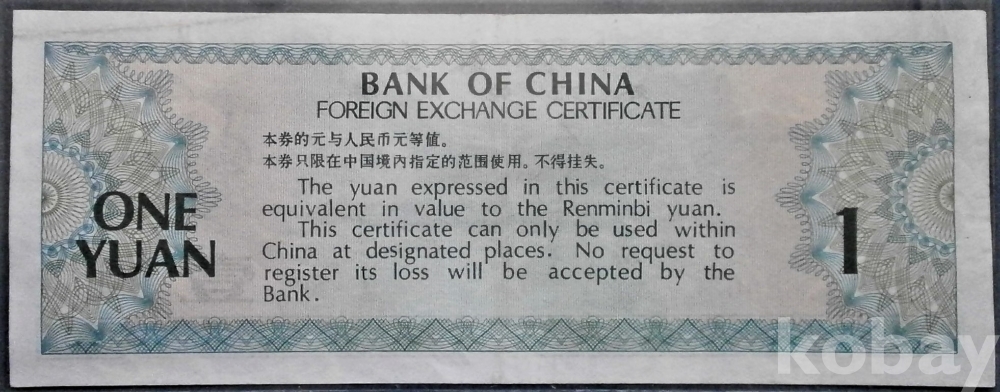 BANK OF CHINA
FOREIGN EXCHANGE CERTIFICATE
本券的元与人民币元等值。
本券只限在中国境内指定的范围使用。不得挂失。
The yuan expressed in this certificate is
equivalent in value to the Renminbi yuan.
This certificate can only be used within
China at designated places. No request to
register its loss will be accepted by the
Bank.
ONE
YUAN
1
kobay